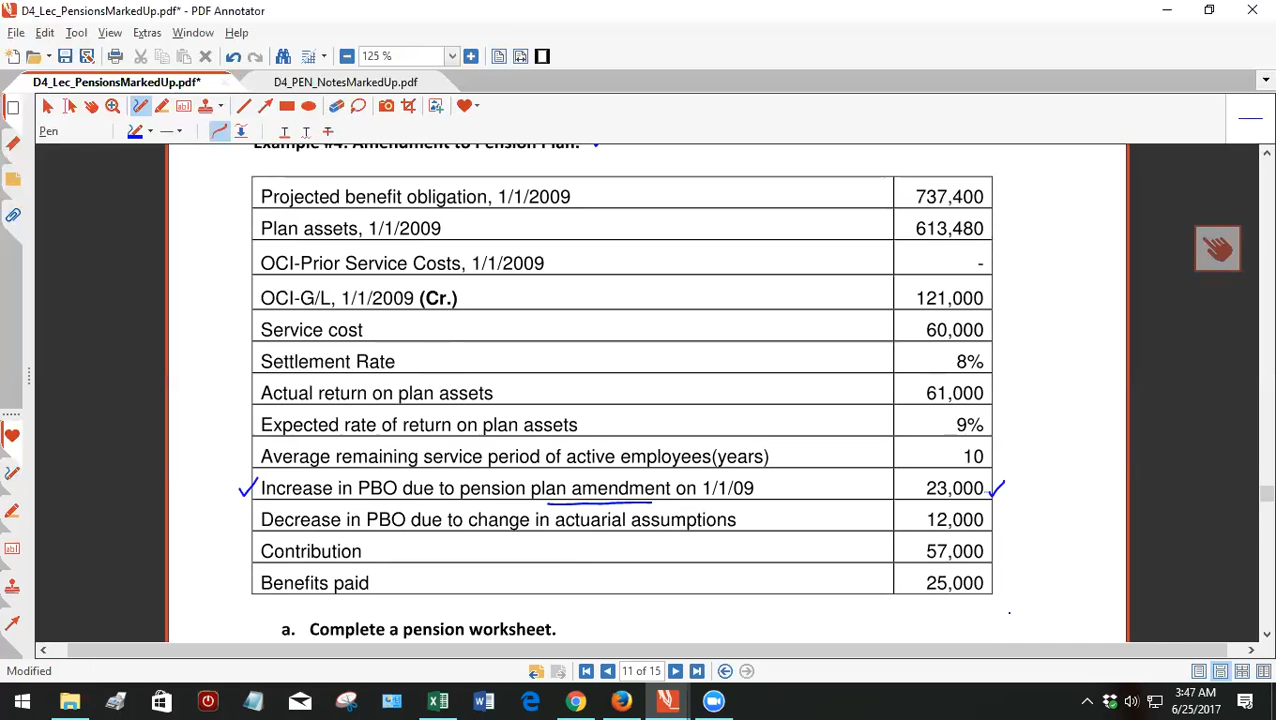 D4_Lec_PensionsMarkedUp.pdf* - PDF Annotator
File Edit Tool View Extras Window Help
125 %
D4_Lec_PensionsMarkedUp.pdf* D4_PEN_NotesMarkedUp.pdf
Pen
Example #4: Amendment to Pension Plan.
Projected benefit obligation, 1/1/2009 737,400
Plan assets, 1/1/2009 613,480
OCI-Prior Service Costs, 1/1/2009 -
OCI-G/L, 1/1/2009 (Cr.) 121,000
Service cost 60,000
Settlement Rate 8%
Actual return on plan assets 61,000
Expected rate of return on plan assets 9%
Average remaining service period of active employees(years) 10
Increase in PBO due to pension plan amendment on 1/1/09 23,000
Decrease in PBO due to change in actuarial assumptions 12,000
Contribution 57,000
Benefits paid 25,000
a. Complete a pension worksheet.
Modified 11 of 15
3:47 AM
6/25/2017